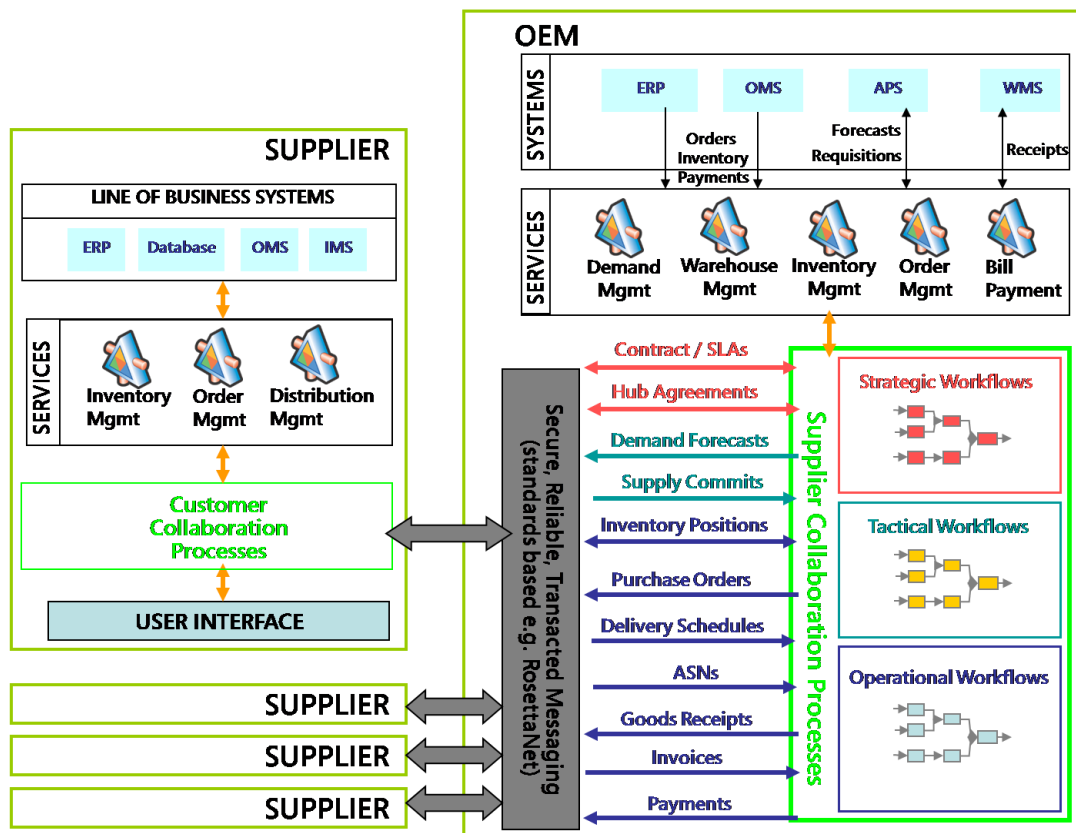 OEM
SYSTEMS
ERP
OMS
APS
WMS
Orders
Inventory
Payments
Forecasts
Requisitions
Receipts
SERVICES
Demand
Mgmt
Warehouse
Mgmt
Inventory
Mgmt
Order
Mgmt
Bill
Payment
SUPPLIER
LINE OF BUSINESS SYSTEMS
ERP
Database
OMS
IMS
SERVICES
Inventory
Mgmt
Order
Mgmt
Distribution
Mgmt
Customer
Collaboration
Processes
USER INTERFACE
SUPPLIER
SUPPLIER
SUPPLIER
Secure, Reliable, Transacted Messaging
(standards based e.g. RosettaNet)
Contract / SLAs
Hub Agreements
Demand Forecasts
Supply Commits
Inventory Positions
Purchase Orders
Delivery Schedules
ASNs
Goods Receipts
Invoices
Payments
Supplier Collaboration Processes
Strategic Workflows
Tactical Workflows
Operational Workflows